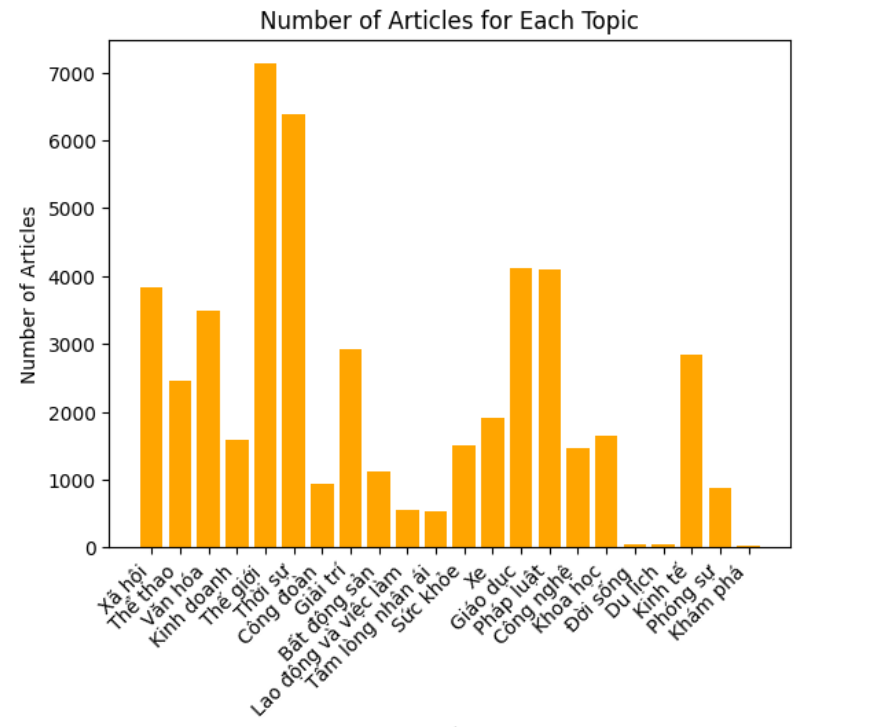 Number of Articles for Each Topic
Number of Articles
7000
6000
5000
4000
3000
2000
1000
0
Xã hội
Thể thao
Văn hóa
Kinh doanh
Thế giới
Thời sự
Công đoàn
Giải trí
Bất động sản
Lao động và việc làm
Tấm lòng nhân ái
Sức khỏe
Xe
Giáo dục
Pháp luật
Công nghệ
Khoa học
Đời sống
Du lịch
Kinh tế
Phóng sự
Khám phá